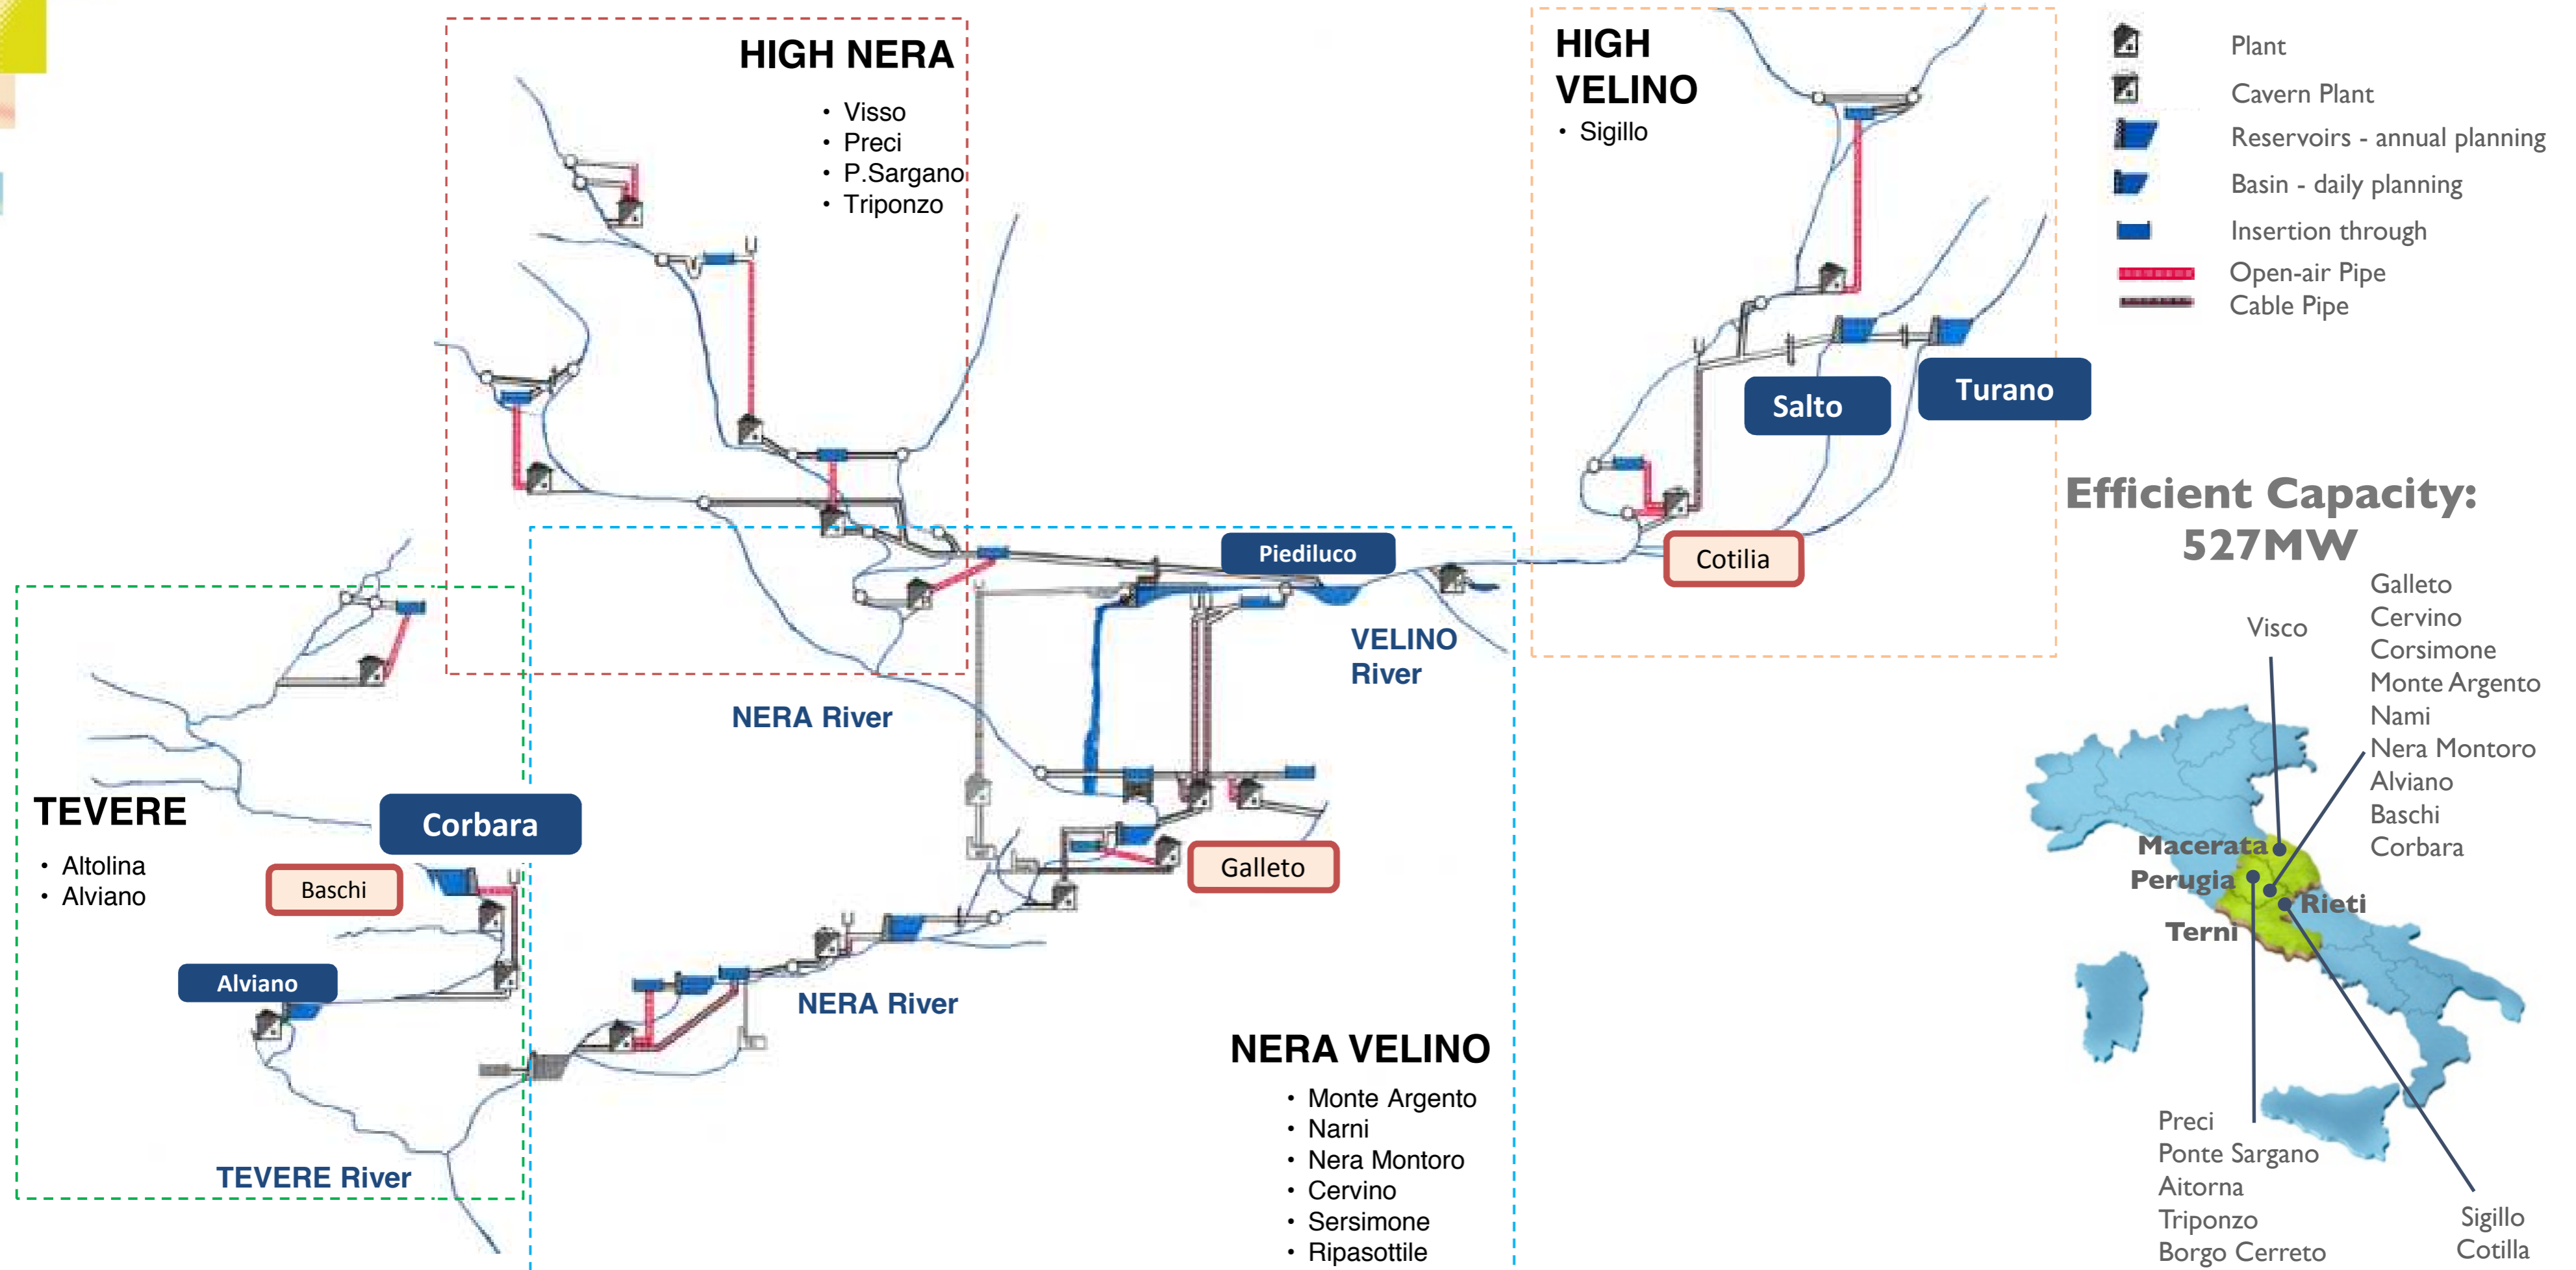 HIGH NERA
• Visso
• Preci
• P.Sargano
• Triponzo
HIGH
VELINO
• Sigillo
Plant
Cavern Plant
Reservoirs - annual planning
Basin - daily planning
Insertion through
Open-air Pipe
Cable Pipe
Salto
Turano
Cotilia
Piediluco
VELINO
River
NERA River
Galleto
NERA River
NERA VELINO
• Monte Argento
• Narni
• Nera Montoro
• Cervino
• Sersimone
• Ripasottile
TEVERE
• Altolina
• Alviano
Corbara
Baschi
Alviano
TEVERE River
Efficient Capacity:
527MW
Visco
Galleto
Cervino
Corsimone
Monte Argento
Nami
Nera Montoro
Alviano
Baschi
Corbara
Macerata
Perugia
Rieti
Terni
Preci
Ponte Sargano
Aitorna
Triponzo
Borgo Cerreto
Sigillo
Cotilla